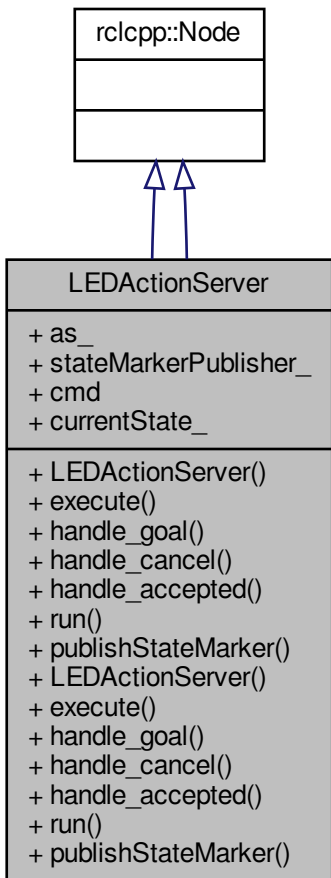 rclcpp::Node
LEDActionServer
+ as_
+ stateMarkerPublisher_
+ cmd
+ currentState_
+ LEDActionServer()
+ execute()
+ handle_goal()
+ handle_cancel()
+ handle_accepted()
+ run()
+ publishStateMarker()
+ LEDActionServer()
+ execute()
+ handle_goal()
+ handle_cancel()
+ handle_accepted()
+ run()
+ publishStateMarker()